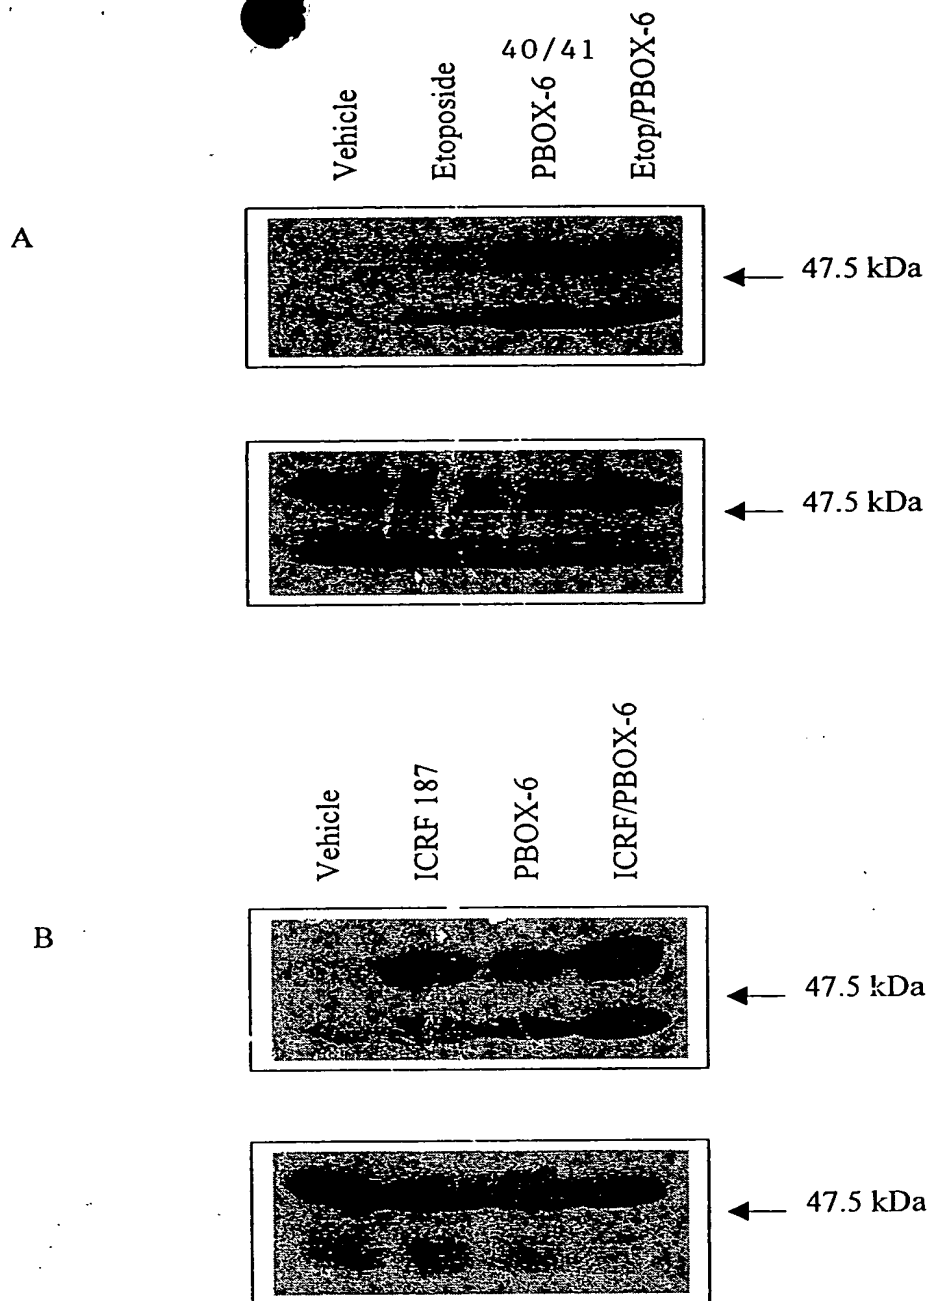 40/41
Vehicle
Etoposide
PBOX-6
Etop/PBOX-6
A
47.5 kDa
47.5 kDa
Vehicle
ICRF 187
PBOX-6
ICRF/PBOX-6
B
47.5 kDa
47.5 kDa